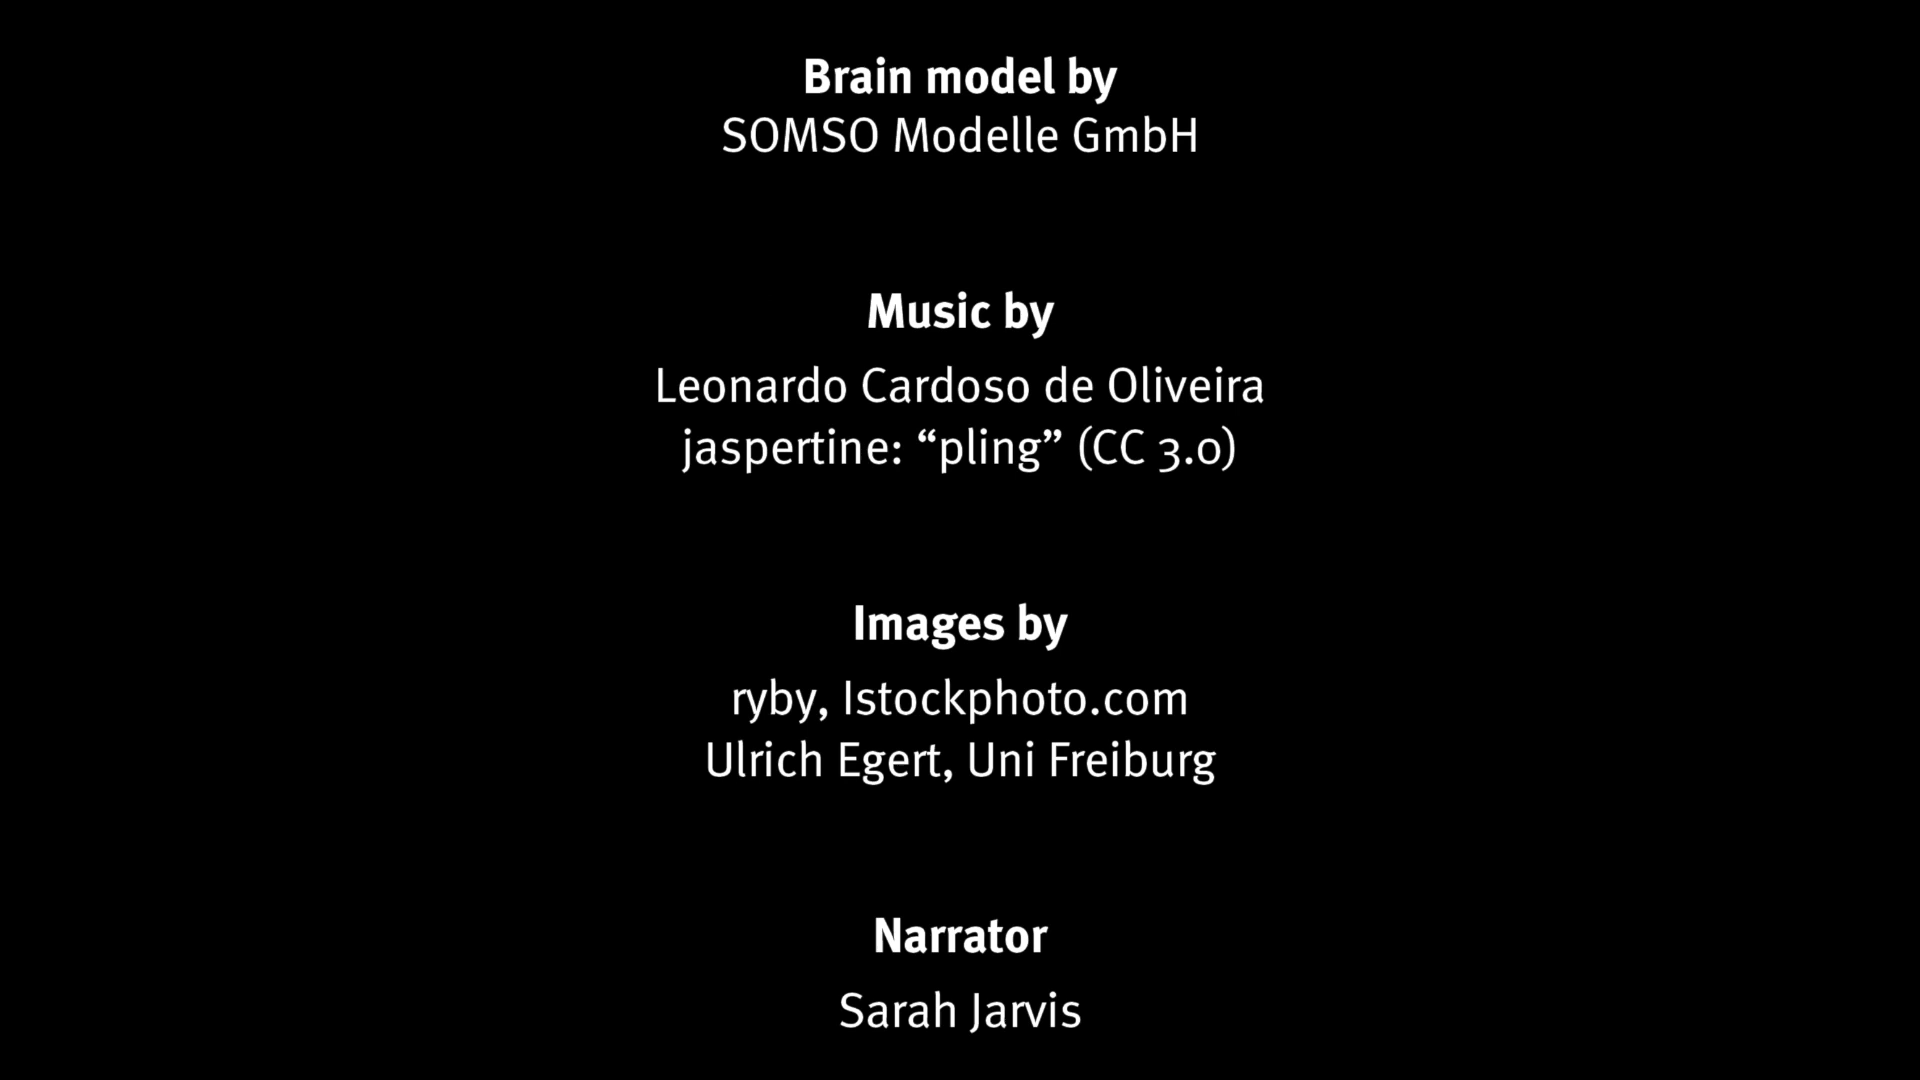 Brain model by
SOMSO Modelle GmbH
Music by
Leonardo Cardoso de Oliveira
jaspertine: “pling” (CC 3.0)
Images by
ryby, Istockphoto.com
Ulrich Egert, Uni Freiburg
Narrator
Sarah Jarvis